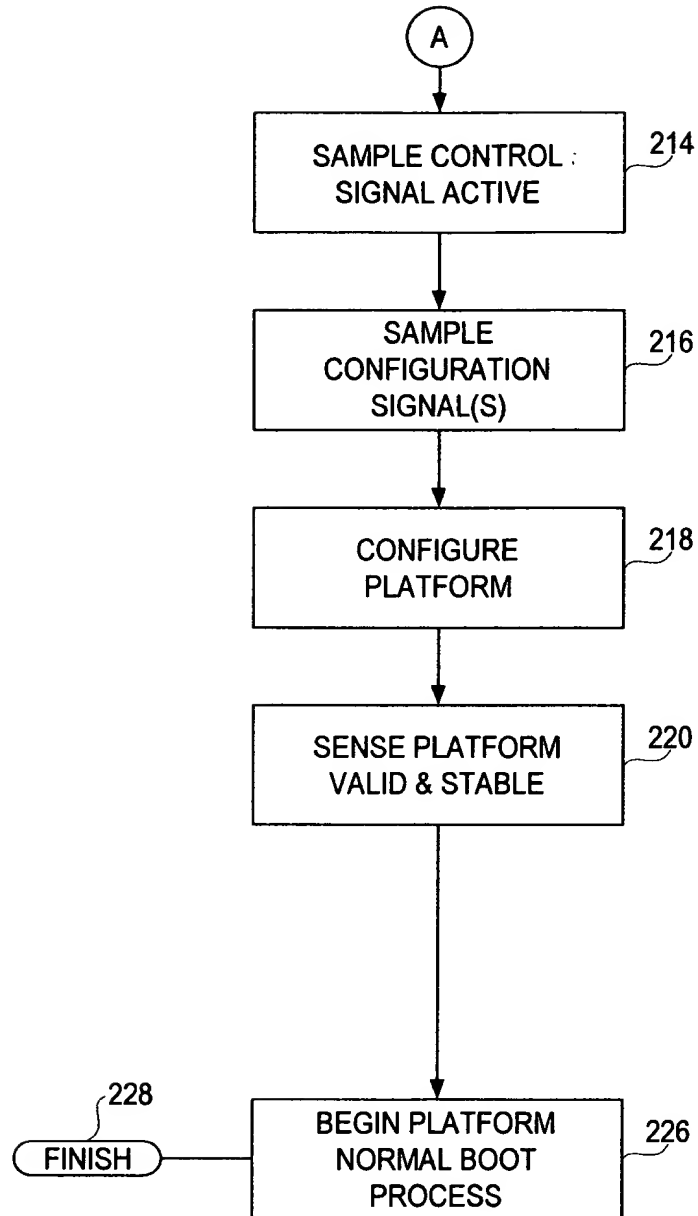 A
SAMPLE CONTROL
SIGNAL ACTIVE
214
SAMPLE
CONFIGURATION
SIGNAL(S)
216
CONFIGURE
PLATFORM
218
SENSE PLATFORM
VALID & STABLE
220
228
FINISH
BEGIN PLATFORM
NORMAL BOOT
PROCESS
226